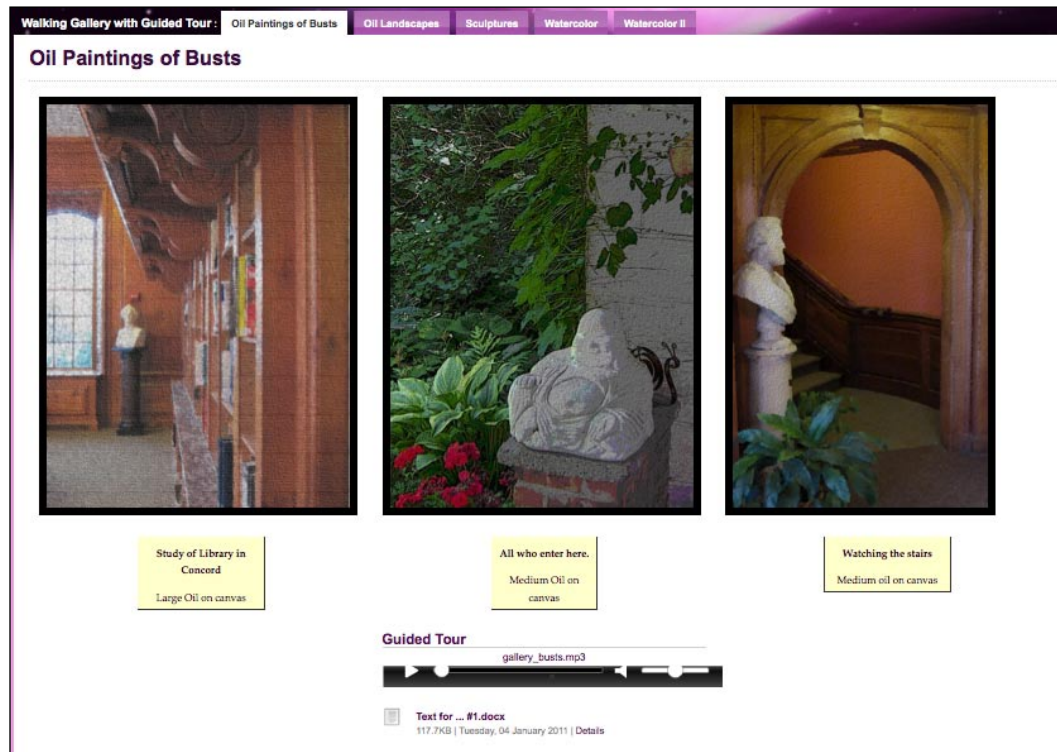 Walking Gallery with Guided Tour : Oil Paintings of Busts Oil Landscapes Sculptures Watercolor Watercolor II
Oil Paintings of Busts
Study of Library in
Concord
Large Oil on canvas
All who enter here.
Medium Oil on
canvas
Watching the stairs
Medium oil on canvas
Guided Tour
gallery_busts.mp3
Text for ... #1.docx
117.7KB | Tuesday, 04 January 2011 | Details